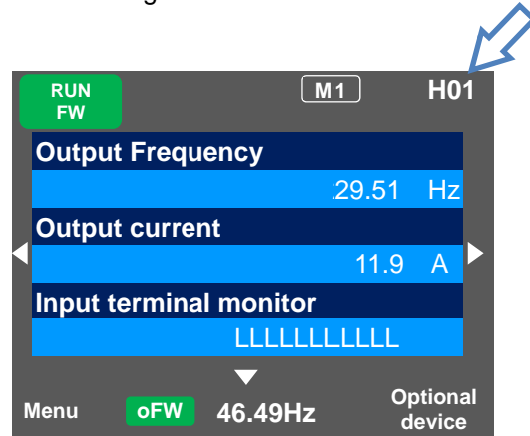 RUN
FW
M1
H01
Output Frequency
29.51 Hz
Output current
11.9 A
Input terminal monitor
LLLLLLLLLLL
Menu
oFW
46.49Hz
Optional
device